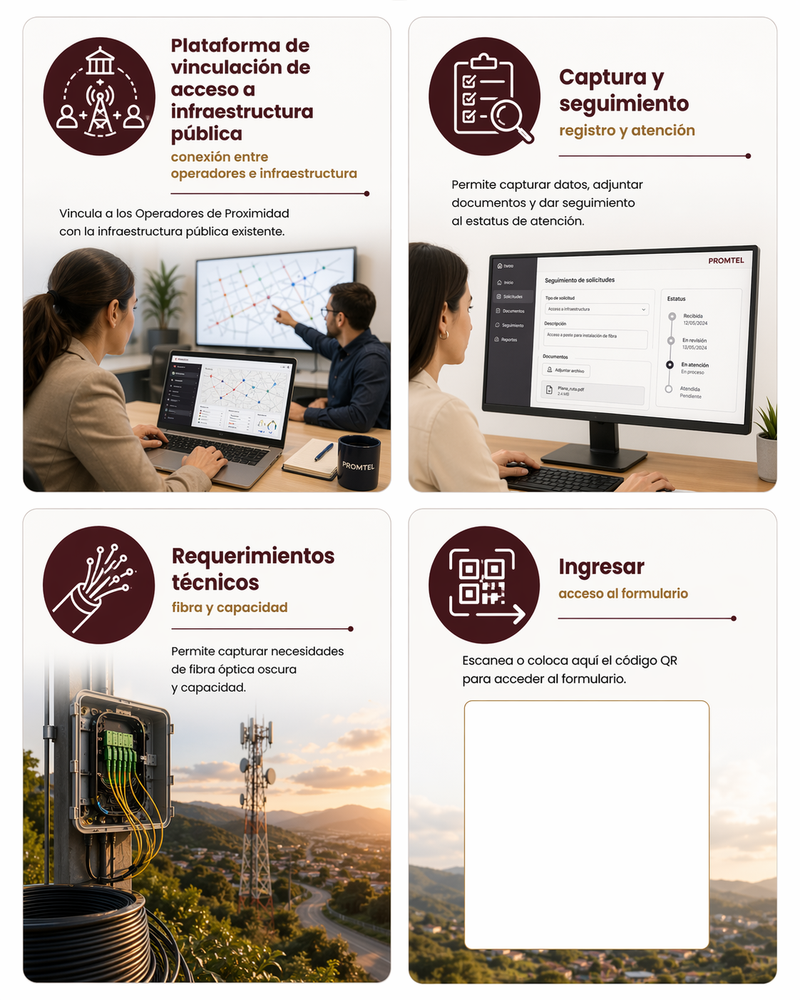 Plataforma de
vinculación de
acceso a
infraestructura
pública
conexión entre
operadores e infraestructura
Vincula a los Operadores de Proximidad
con la infraestructura pública existente.
PROMTEL
Captura y
seguimiento
registro y atención
Permite capturar datos, adjuntar
documentos y dar seguimiento
al estatus de atención.
PROMTEL
Inicio
Solicitudes
Documentos
Seguimiento
Reportes
Seguimiento de solicitudes
Tipo de solicitud
Acceso a infraestructura
Descripción
Acceso a poste para instalación de fibra
Documentos
Adjuntar archivo
Plano_ruta.pdf
2.4 MB
Estatus
Recibida
12/05/2024
En revisión
13/05/2024
En atención
En proceso
Atendida
Pendiente
Requerimientos
técnicos
fibra y capacidad
Permite capturar necesidades
de fibra óptica oscura
y capacidad.
Ingresar
acceso al formulario
Escanea o coloca aquí el código QR
para acceder al formulario.